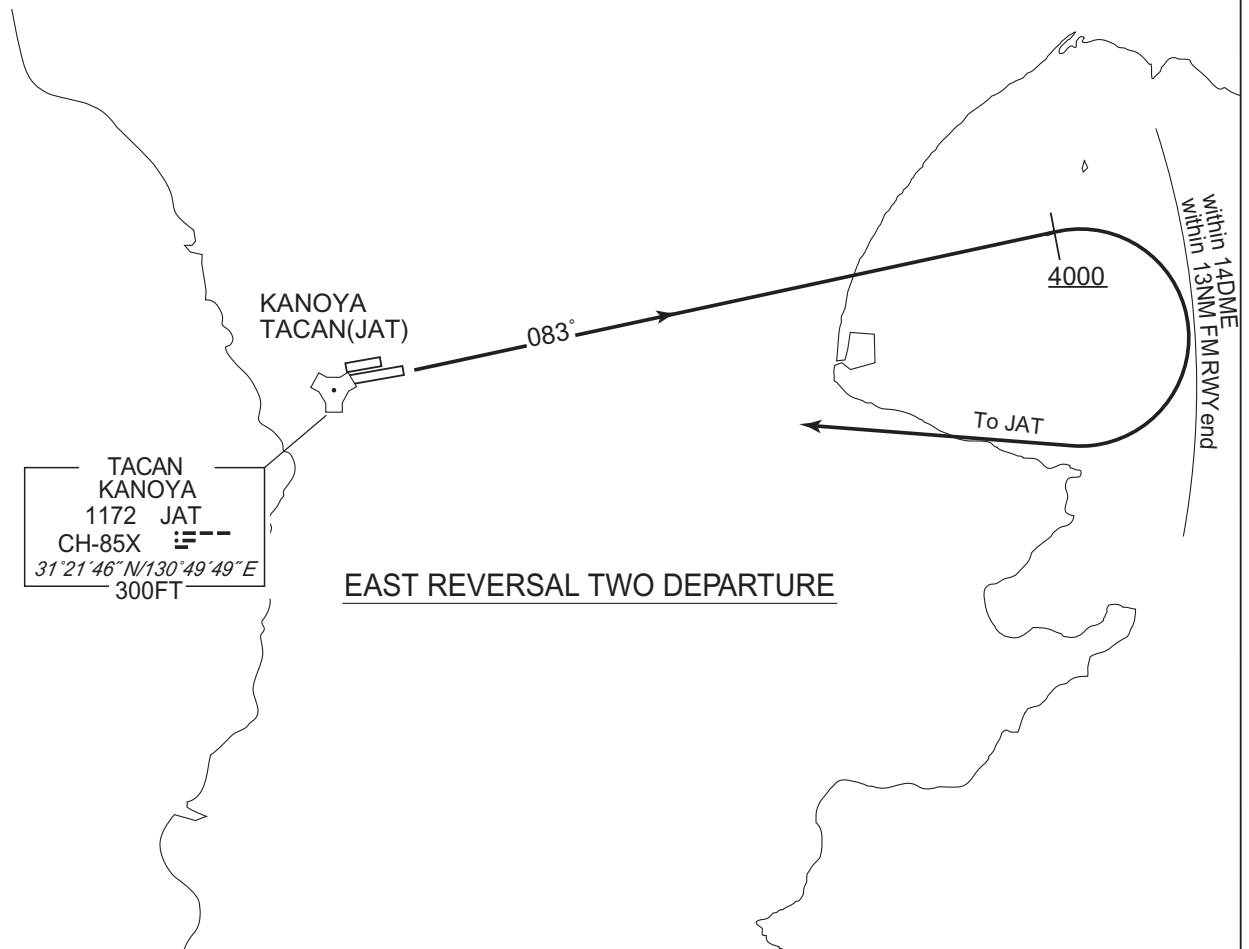 within 14DME
within 13NM FM RWY end
4000
KANOYA
TACAN(JAT)
083°
To JAT
TACAN
KANOYA
1172 JAT
CH-85X
31°21´46˝N/130°49´49˝E
300FT
EAST REVERSAL TWO DEPARTURE